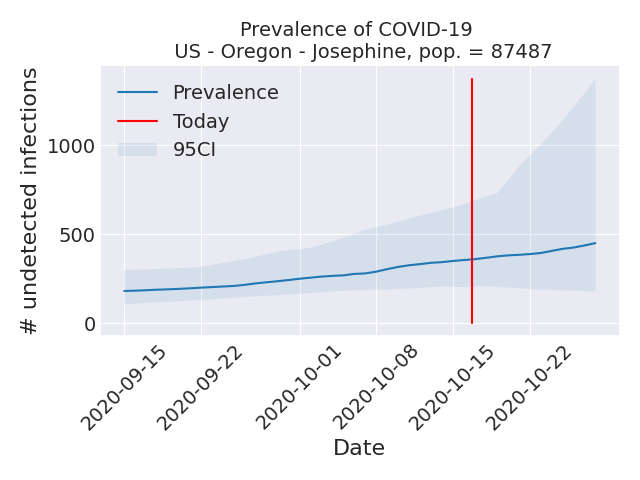 Prevalence of COVID-19
US - Oregon - Josephine, pop. = 87487
# undetected infections
1000
500
0
Prevalence
Today
95CI
2020-09-15
2020-09-22
2020-10-01
2020-10-08
2020-10-15
2020-10-22
Date